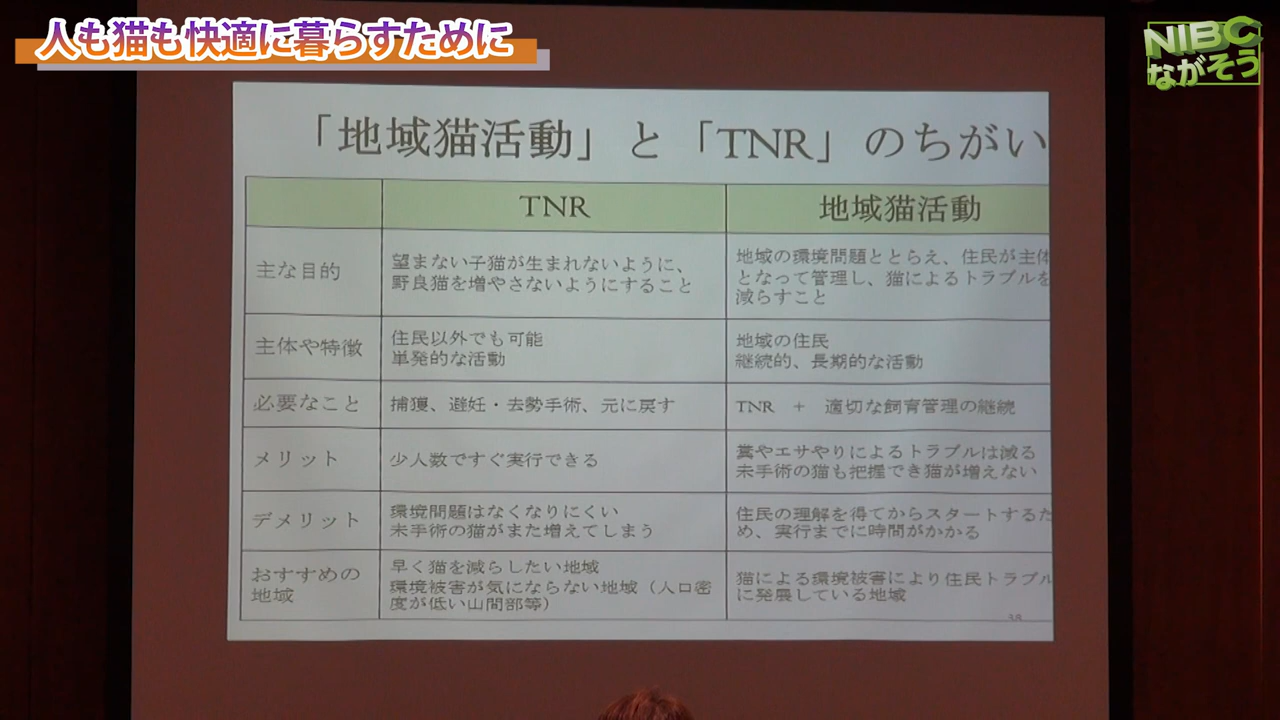 人も猫も快適に暮らすために
NIBC
ながそう
「地域猫活動」と「TNR」のちがい
TNR 地域猫活動
主な目的
望まない子猫が生まれないように、
野良猫を増やさないようにすること
地域の環境問題ととらえ、住民が主体
となって管理し、猫によるトラブルを
減らすこと
主体や特徴
住民以外でも可能
単発的な活動
地域の住民
継続的、長期的な活動
必要なこと
捕獲、避妊・去勢手術、元に戻す
TNR + 適切な飼育管理の継続
メリット
少人数ですぐ実行できる
糞やエサやりによるトラブルは減る
未手術の猫も把握でき猫が増えない
デメリット
環境問題はなくなりにくい
未手術の猫がまた増えてしまう
住民の理解を得てからスタートするた
め、実行までに時間がかかる
おすすめの
地域
早く猫を減らしたい地域
環境被害が気にならない地域（人口密
度が低い山間部等）
猫による環境被害により住民トラブル
に発展している地域
38